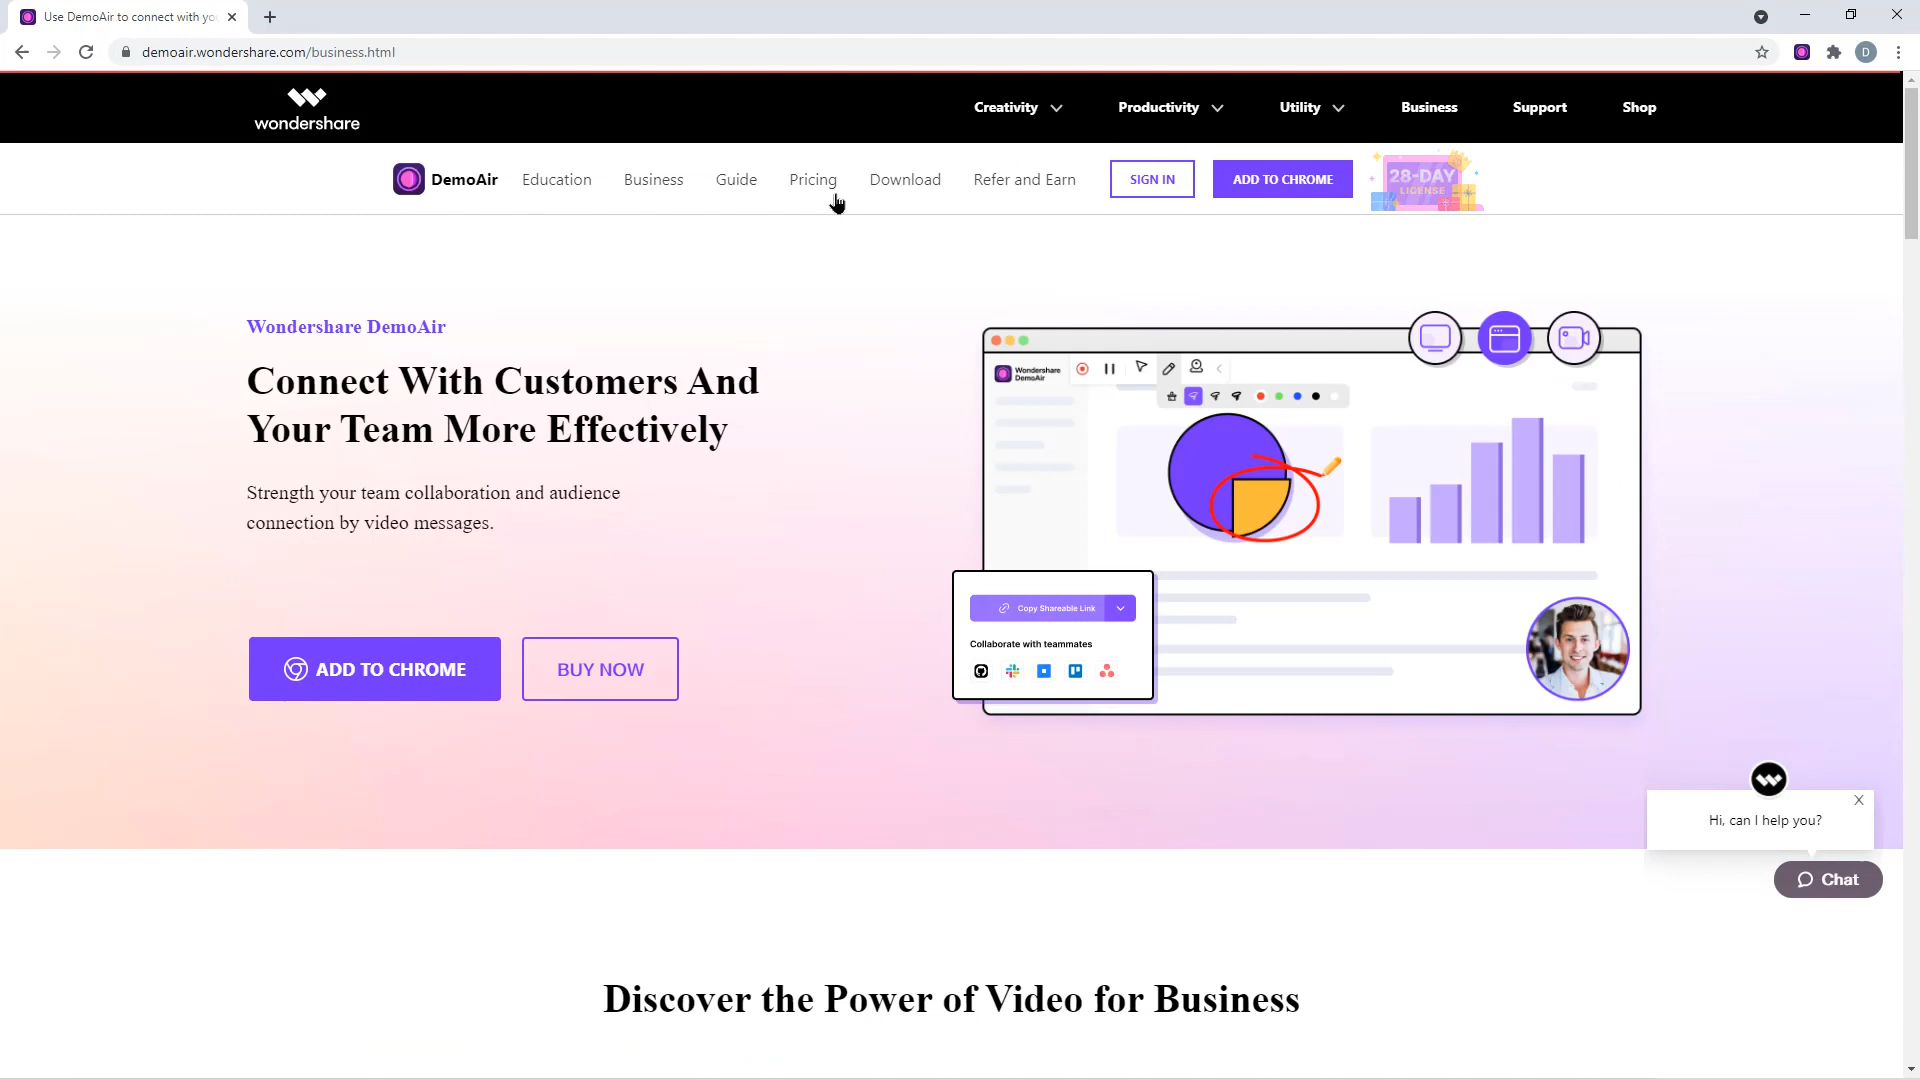 Use DemoAir to connect with yo
demoair.wondershare.com/business.html
D
wondershare
Creativity
Productivity
Utility
Business
Support
Shop
DemoAir
Education
Business
Guide
Pricing
Download
Refer and Earn
SIGN IN
ADD TO CHROME
28-DAY
LICENSE
Wondershare DemoAir
Connect With Customers And
Your Team More Effectively
Strength your team collaboration and audience
connection by video messages.
ADD TO CHROME
BUY NOW
Wondershare
DemoAir
Copy Shareable Link
Collaborate with teammates
Hi, can I help you?
Chat
Discover the Power of Video for Business